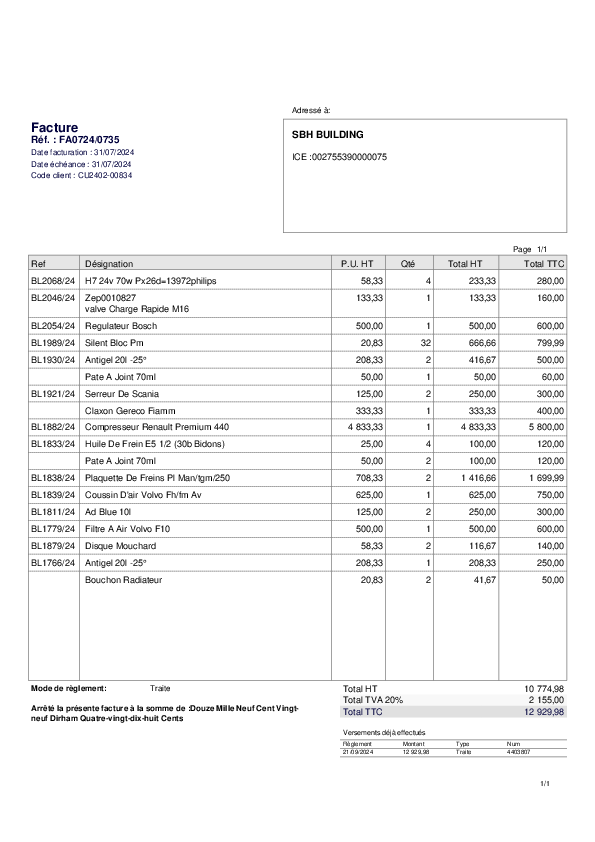 Adressé à:
Facture
Réf. : FA0724/0735
Date facturation : 31/07/2024
Date échéance : 31/07/2024
Code client : CU2402-00834
SBH BUILDING
ICE :002755390000075
Page 1/1
Ref Désignation P.U. HT Qté Total HT Total TTC
BL2068/24 H7 24v 70w Px26d=13972philips 58,33 4 233,33 280,00
BL2046/24 Zep0010827 133,33 1 133,33 160,00
valve Charge Rapide M16
BL2054/24 Regulateur Bosch 500,00 1 500,00 600,00
BL1989/24 Silent Bloc Pm 20,83 32 666,66 799,99
BL1930/24 Antigel 20l -25° 208,33 2 416,67 500,00
Pate A Joint 70ml 50,00 1 50,00 60,00
BL1921/24 Serreur De Scania 125,00 2 250,00 300,00
Claxon Gereco Fiamm 333,33 1 333,33 400,00
BL1882/24 Compresseur Renault Premium 440 4 833,33 1 4 833,33 5 800,00
BL1833/24 Huile De Frein E5 1/2 (30b Bidons) 25,00 4 100,00 120,00
Pate A Joint 70ml 50,00 2 100,00 120,00
BL1838/24 Plaquette De Freins Pl Man/tgm/250 708,33 2 1 416,66 1 699,99
BL1839/24 Coussin D'air Volvo Fh/fm Av 625,00 1 625,00 750,00
BL1811/24 Ad Blue 10l 125,00 2 250,00 300,00
BL1779/24 Filtre A Air Volvo F10 500,00 1 500,00 600,00
BL1879/24 Disque Mouchard 58,33 2 116,67 140,00
BL1766/24 Antigel 20l -25° 208,33 1 208,33 250,00
Bouchon Radiateur 20,83 2 41,67 50,00
Mode de règlement: Traite
Total HT 10 774,98
Total TVA 20% 2 155,00
Total TTC 12 929,98
Arrêté la présente facture à la somme de :Douze Mille Neuf Cent Vingt-
neuf Dirham Quatre-vingt-dix-huit Cents
Versements déjà effectués
Règlement Montant Type Num
21/09/2024 12 929,98 Traite 4403807
1/1